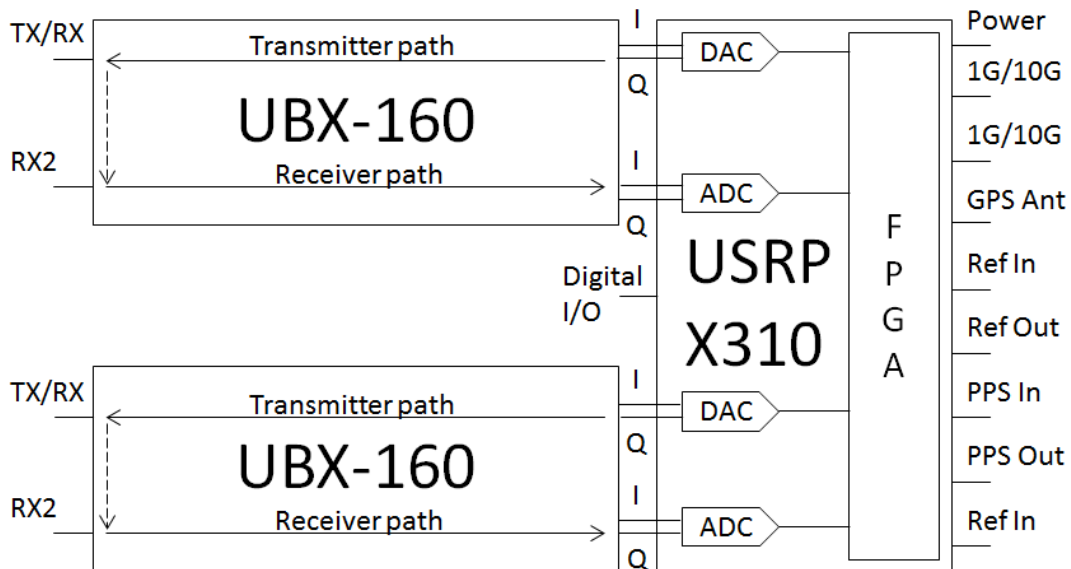 TX/RX
Transmitter path
UBX-160
RX2
Receiver path
I
Q
I
Q
DAC
ADC
USRP
X310
Digital
I/O
F
P
G
A
TX/RX
Transmitter path
UBX-160
RX2
Receiver path
I
Q
I
Q
DAC
ADC
Power
1G/10G
1G/10G
GPS Ant
Ref In
Ref Out
PPS In
PPS Out
Ref In